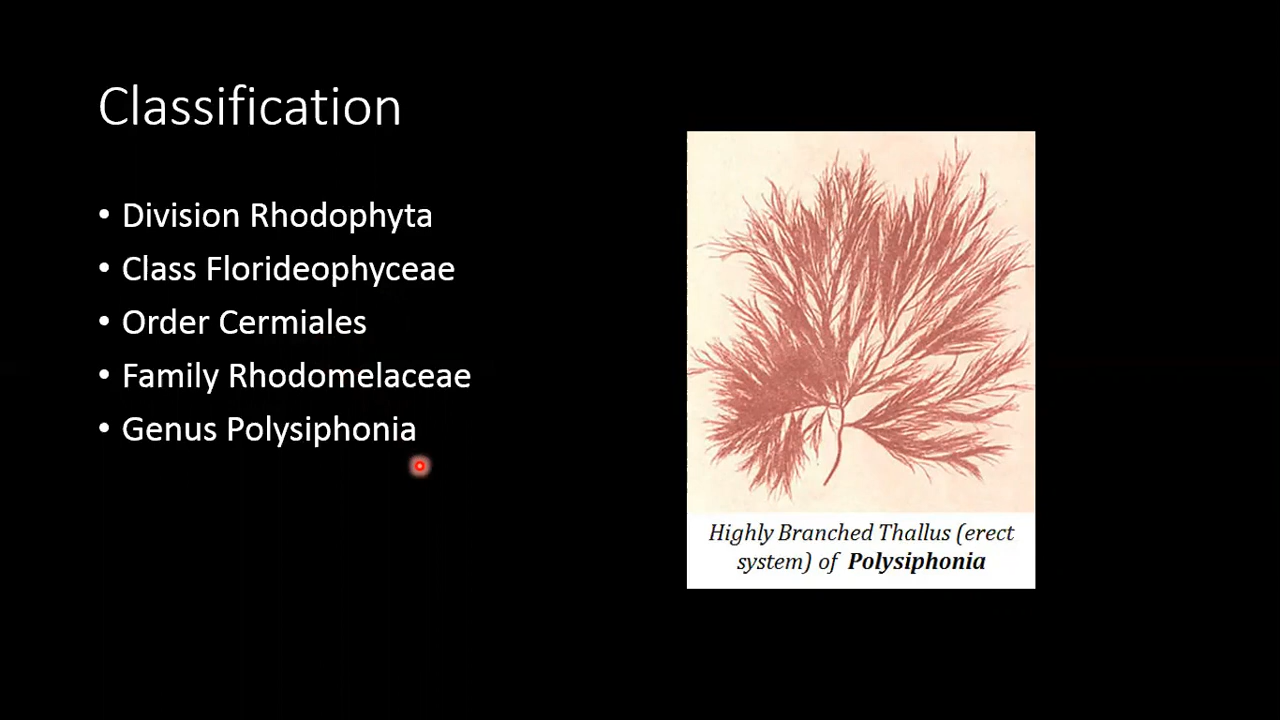 Classification
• Division Rhodophyta
• Class Florideophyceae
• Order Cermiales
• Family Rhodomelaceae
• Genus Polysiphonia
Highly Branched Thallus (erect
system) of Polysiphonia